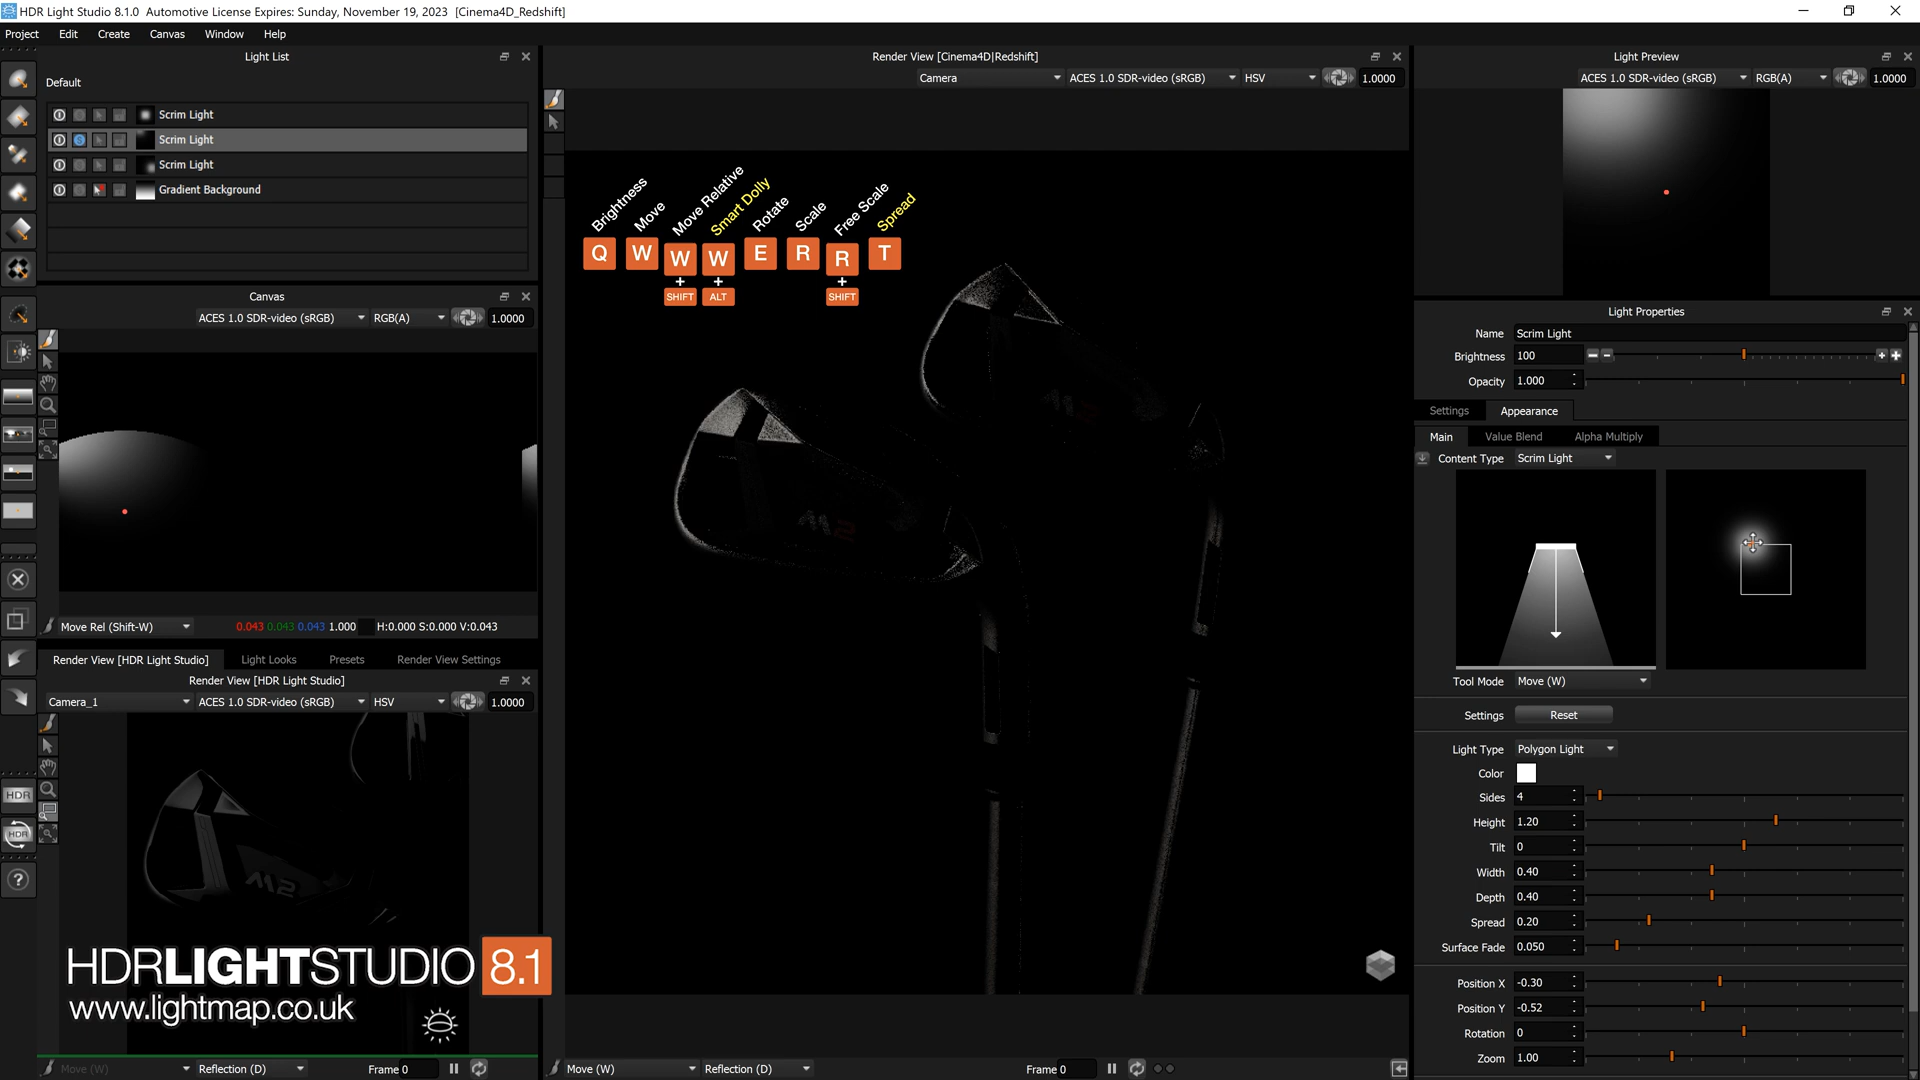 HDR Light Studio 8.1.0  Automotive License Expires: Sunday, November 19, 2023  [Cinema4D_Redshift]
Project Edit Create Canvas Window Help
Light List
Default
Scrim Light
Scrim Light
Scrim Light
Gradient Background
Canvas
ACES 1.0 SDR-video (sRGB) RGB(A) 1.0000
Move Rel (Shift-W) 0.043 0.043 0.043 1.000 H:0.000 S:0.000 V:0.043
Render View [HDR Light Studio] Light Looks Presets Render View Settings
Render View [HDR Light Studio]
Camera_1 ACES 1.0 SDR-video (sRGB) HSV 1.0000
HDR
HDR
M2
HDRLIGHTSTUDIO 8.1
www.lightmap.co.uk
Move (W) Reflection (D) Frame 0
Render View [Cinema4D|Redshift]
Camera ACES 1.0 SDR-video (sRGB) HSV 1.0000
Brightness Move Move Relative Smart Dolly Rotate Scale Free Scale Spread
Q W W W E R R T
+ + +
SHIFT ALT SHIFT
Move (W) Reflection (D) Frame 0
Light Preview
ACES 1.0 SDR-video (sRGB) RGB(A) 1.0000
Light Properties
Name Scrim Light
Brightness 100
Opacity 1.000
Settings Appearance
Main Value Blend Alpha Multiply
Content Type Scrim Light
Tool Mode Move (W)
Settings Reset
Light Type Polygon Light
Color
Sides 4
Height 1.20
Tilt 0
Width 0.40
Depth 0.40
Spread 0.20
Surface Fade 0.050
Position X -0.30
Position Y -0.52
Rotation 0
Zoom 1.00